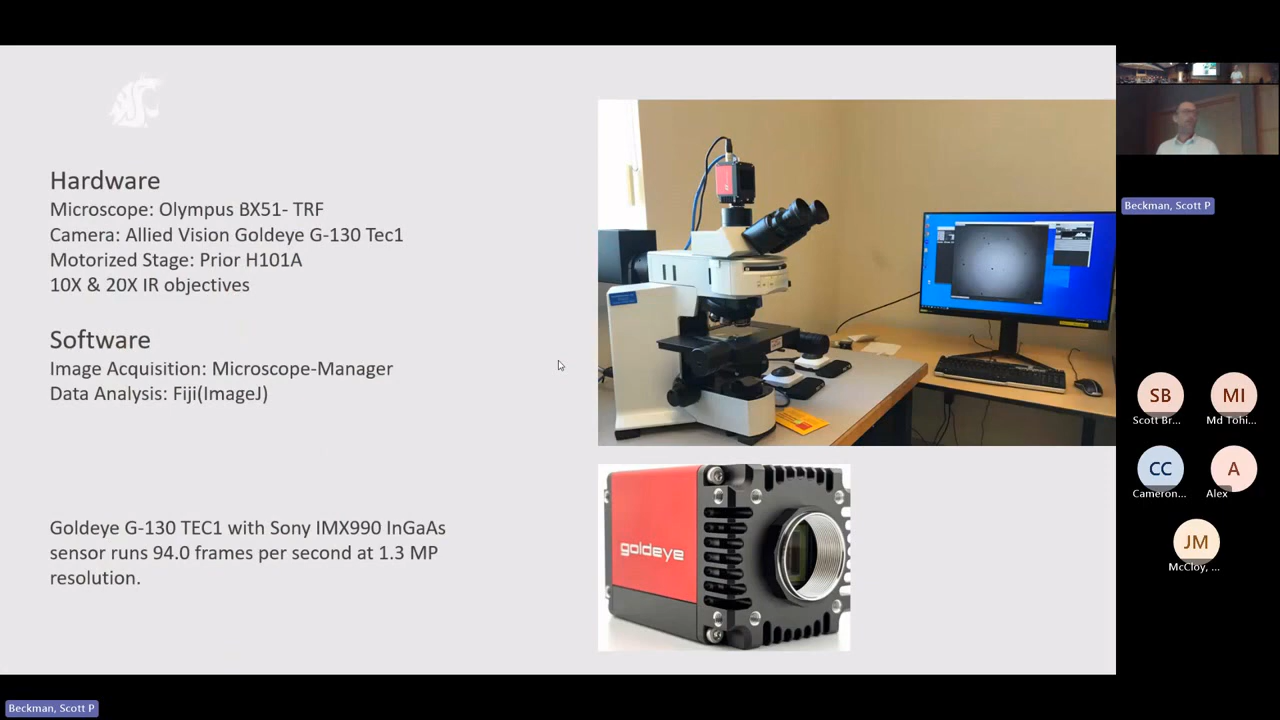 Hardware
Microscope: Olympus BX51- TRF
Camera: Allied Vision Goldeye G-130 Tec1
Motorized Stage: Prior H101A
10X & 20X IR objectives
Software
Image Acquisition: Microscope-Manager
Data Analysis: Fiji(ImageJ)
Goldeye G-130 TEC1 with Sony IMX990 InGaAs
sensor runs 94.0 frames per second at 1.3 MP
resolution.
goldeye
Beckman, Scott P
SB
Scott Br...
MI
Md Tohi...
CC
Cameron...
A
Alex
JM
McCloy, ...
Beckman, Scott P